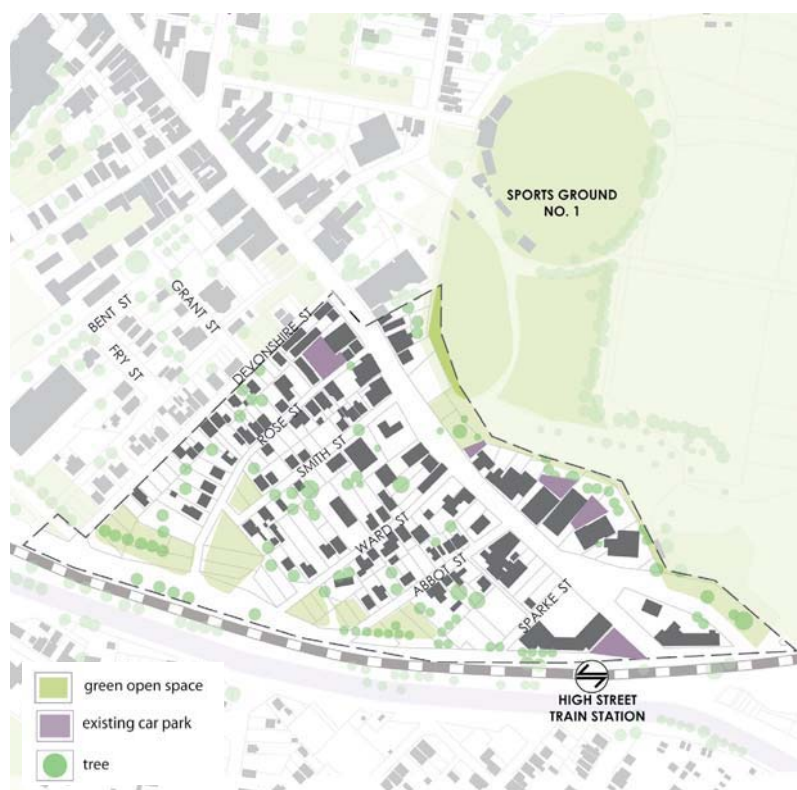 SPORTS GROUND
NO. 1
GRANT ST
BENT ST
FRY ST
DEVONSHIRE ST
ROSE ST
SMITH ST
WARD ST
ABBOT ST
SPARKE ST
HIGH STREET
TRAIN STATION
green open space
existing car park
tree